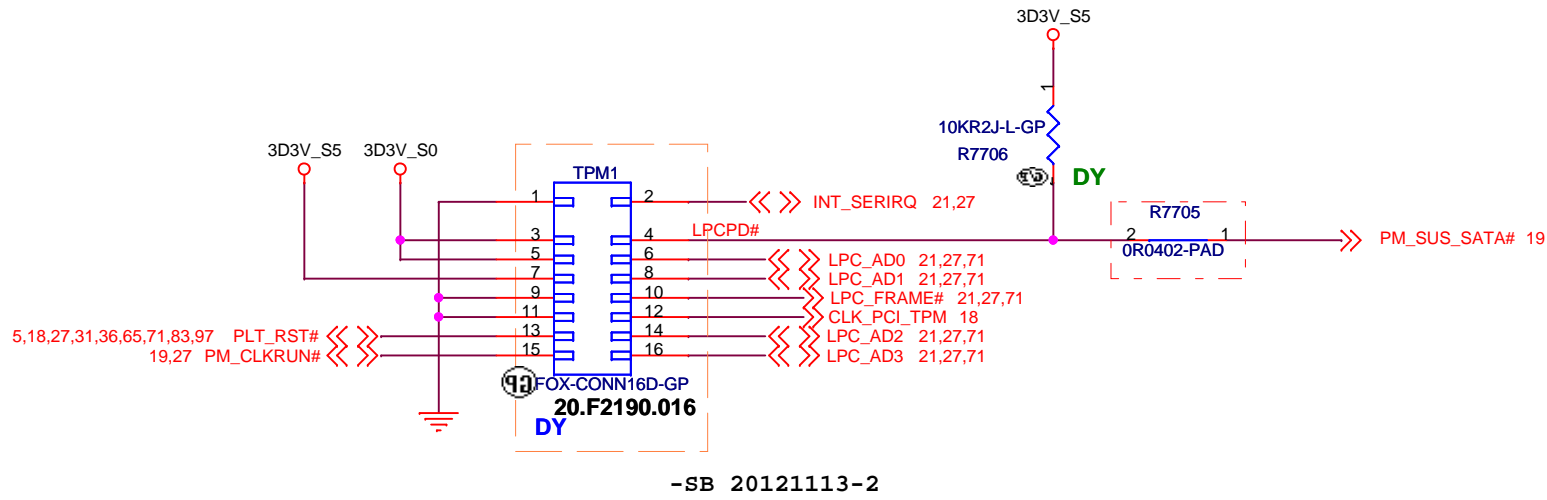 3D3V_S5
1
10KR2J-L-GP
R7706
DY
3D3V_S5
3D3V_S0
TPM1
1
2
INT_SERIRQ 21,27
R7705
3
4
LPCPD#
2
1
PM_SUS_SATA# 19
0R0402-PAD
5
6
LPC_AD0 21,27,71
7
8
LPC_AD1 21,27,71
9
10
LPC_FRAME# 21,27,71
11
12
CLK_PCI_TPM 18
5,18,27,31,36,65,71,83,97 PLT_RST#
13
14
LPC_AD2 21,27,71
19,27 PM_CLKRUN#
15
16
LPC_AD3 21,27,71
FOX-CONN16D-GP
20.F2190.016
DY
-SB 20121113-2